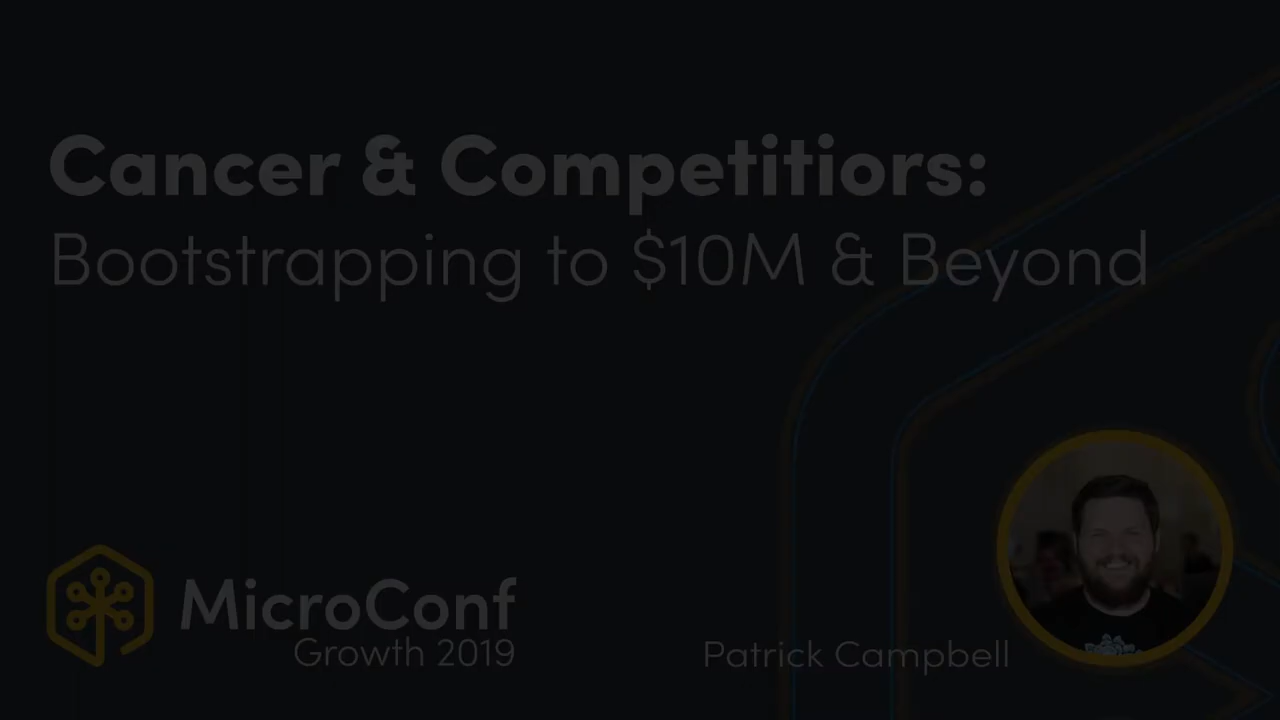 Cancer & Competitiors:
Bootstrapping to $10M & Beyond
MicroConf
Growth 2019
Patrick Campbell